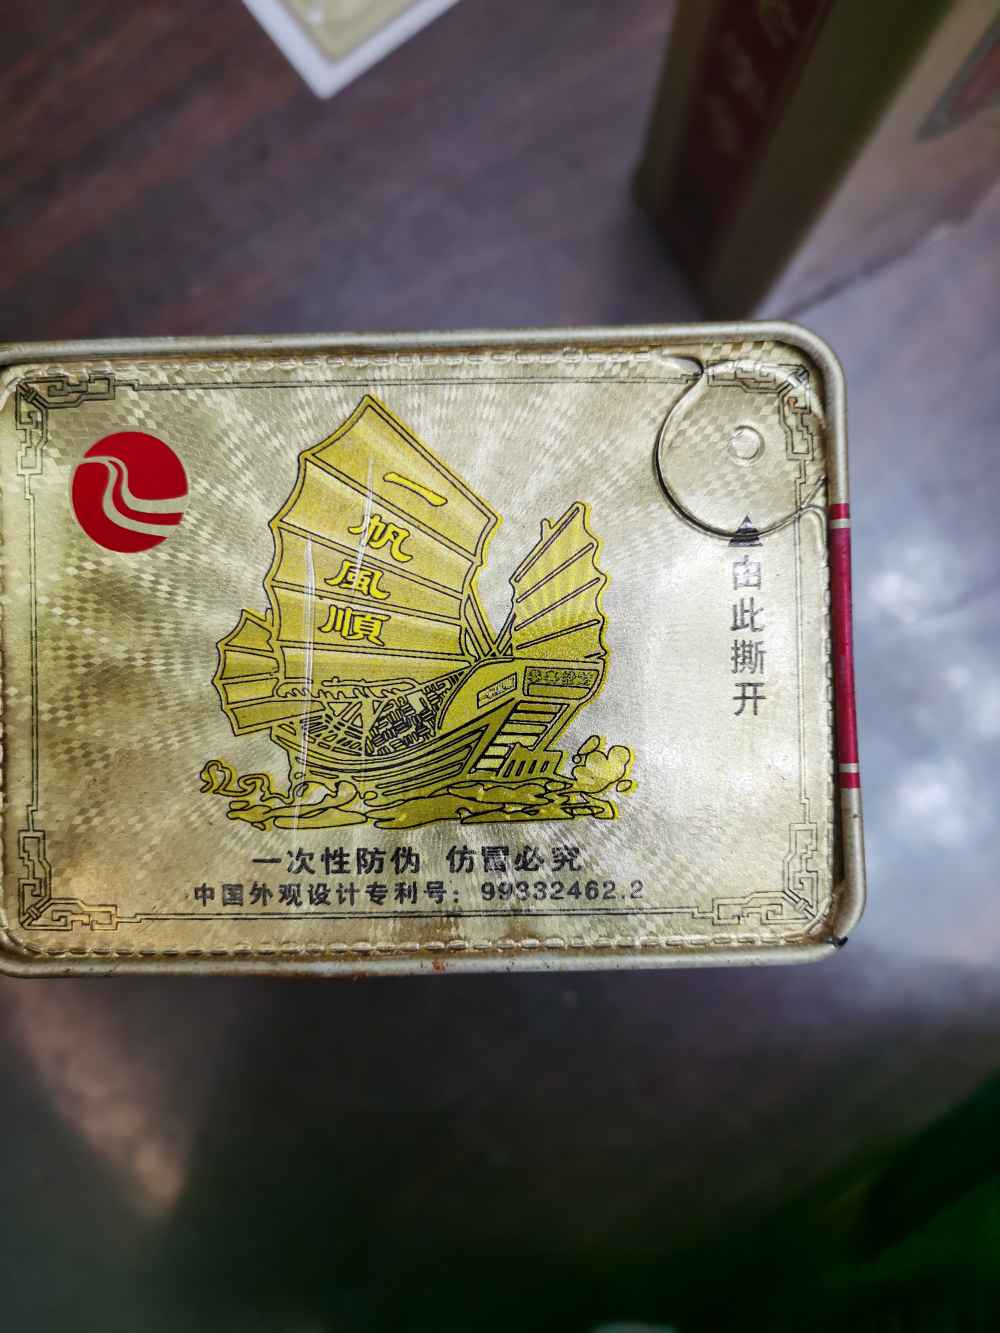 一
帆
風
順
由此撕开
一次性防伪 仿冒必究
中国外观设计专利号：99332462.2